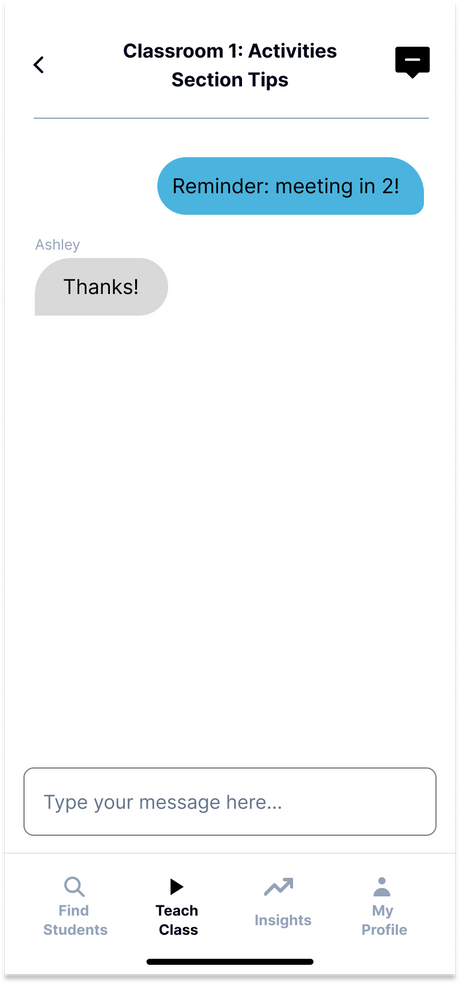 Classroom 1: Activities
Section Tips
Reminder: meeting in 2!
Ashley
Thanks!
Type your message here...
Find
Students
Teach
Class
Insights
My
Profile